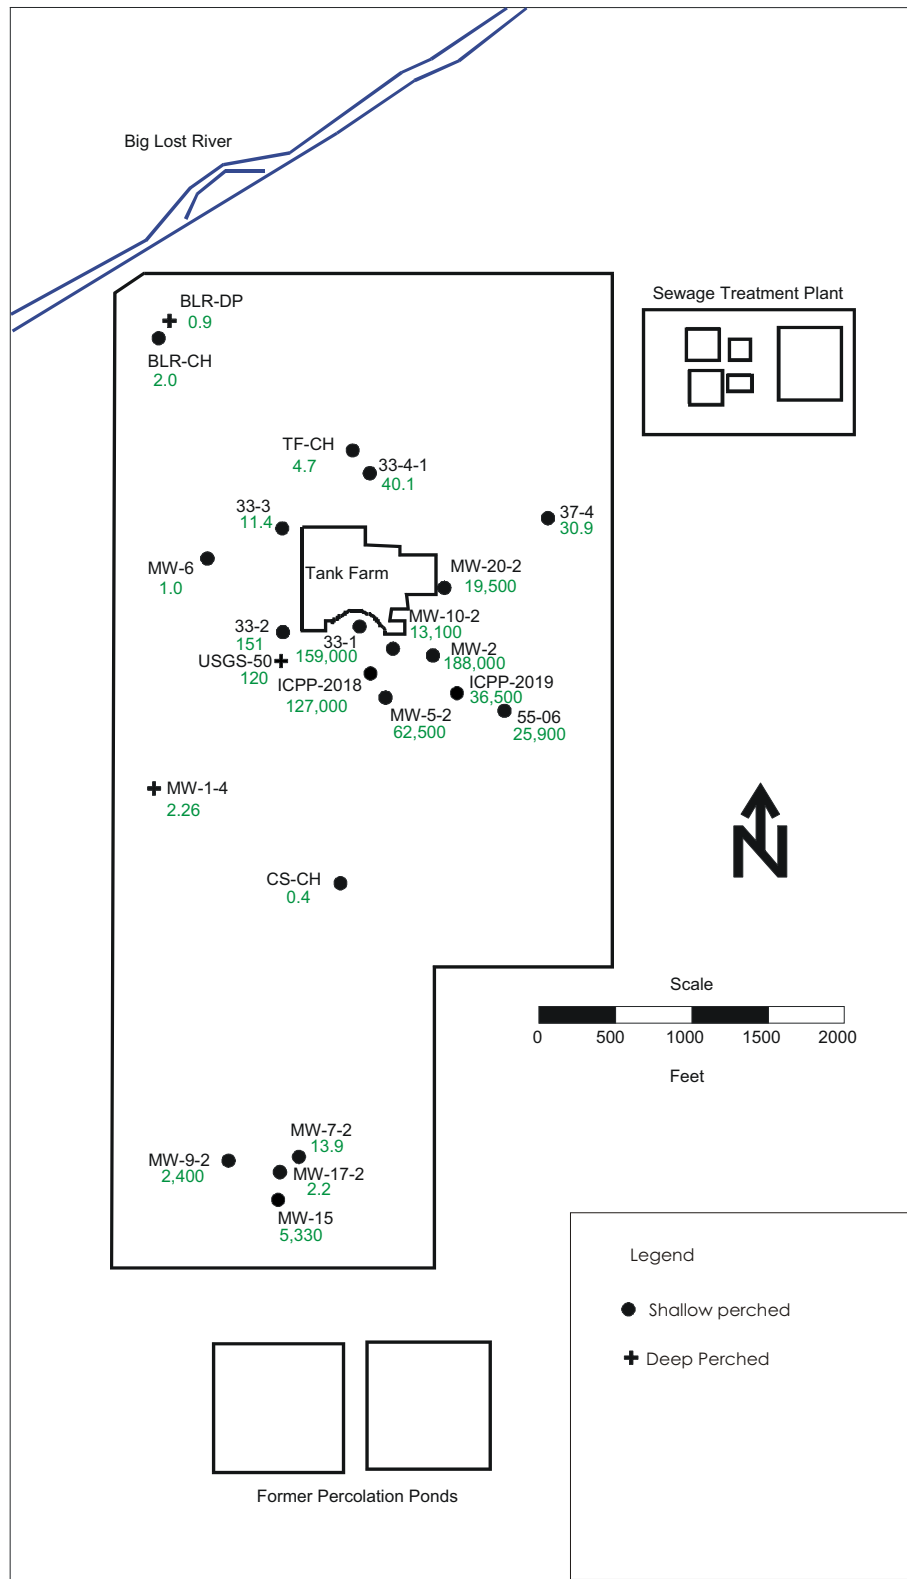 Big Lost River
BLR-DP
0.9
BLR-CH
2.0
Sewage Treatment Plant
TF-CH
4.7
33-4-1
40.1
33-3
11.4
37-4
30.9
MW-6
1.0
Tank Farm
MW-20-2
19,500
MW-10-2
13,100
33-2
151
33-1
159,000
MW-2
188,000
USGS-50
120
ICPP-2018
127,000
ICPP-2019
36,500
MW-5-2
62,500
55-06
25,900
MW-1-4
2.26
N
CS-CH
0.4
Scale
0 500 1000 1500 2000
Feet
MW-7-2
13.9
MW-9-2
2,400
MW-17-2
2.2
MW-15
5,330
Legend
Shallow perched
Deep Perched
Former Percolation Ponds